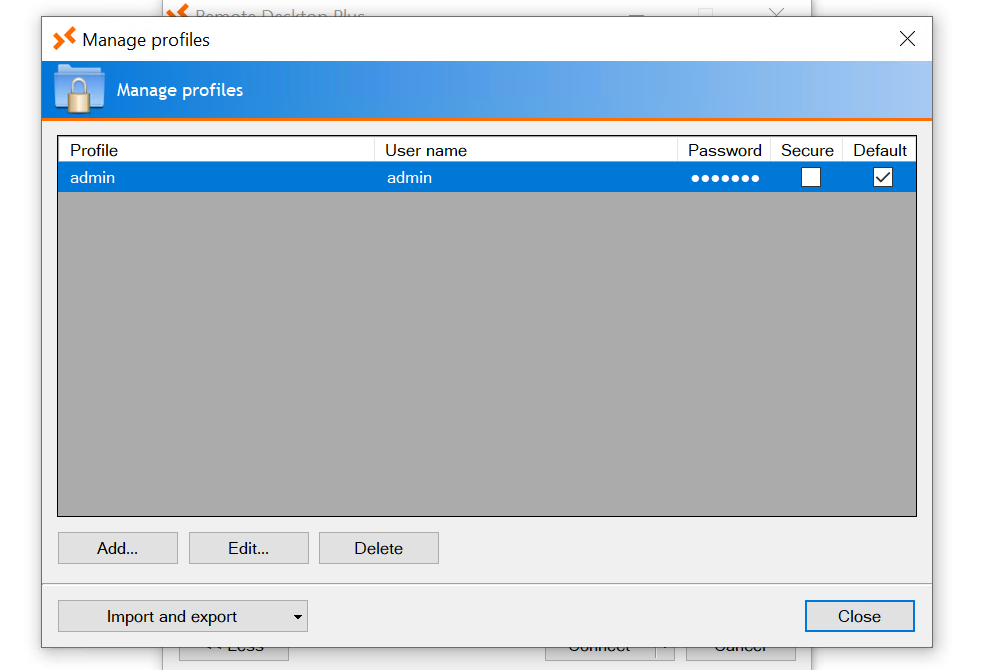 Remote Desktop Plus
Manage profiles
Manage profiles
Profile User name Password Secure Default
admin admin ●●●●●●●
Add... Edit... Delete
Import and export Close
<< Less Connect Cancel